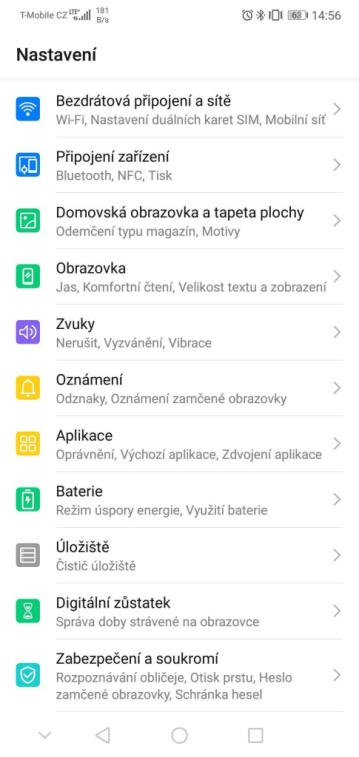 T-Mobile CZ LTE 181 B/s 63 14:56
Nastavení
Bezdrátová připojení a sítě
Wi-Fi, Nastavení duálních karet SIM, Mobilní síť
Připojení zařízení
Bluetooth, NFC, Tisk
Domovská obrazovka a tapeta plochy
Odemčení typu magazín, Motivy
Obrazovka
Jas, Komfortní čtení, Velikost textu a zobrazení
Zvuky
Nerušit, Vyzvánění, Vibrace
Oznámení
Odznaky, Oznámení zamčené obrazovky
Aplikace
Oprávnění, Výchozí aplikace, Zdvojení aplikace
Baterie
Režim úspory energie, Využití baterie
Úložiště
Čistič úložiště
Digitální zůstatek
Správa doby strávené na obrazovce
Zabezpečení a soukromí
Rozpoznávání obličeje, Otisk prstu, Heslo
zamčené obrazovky, Schránka hesel